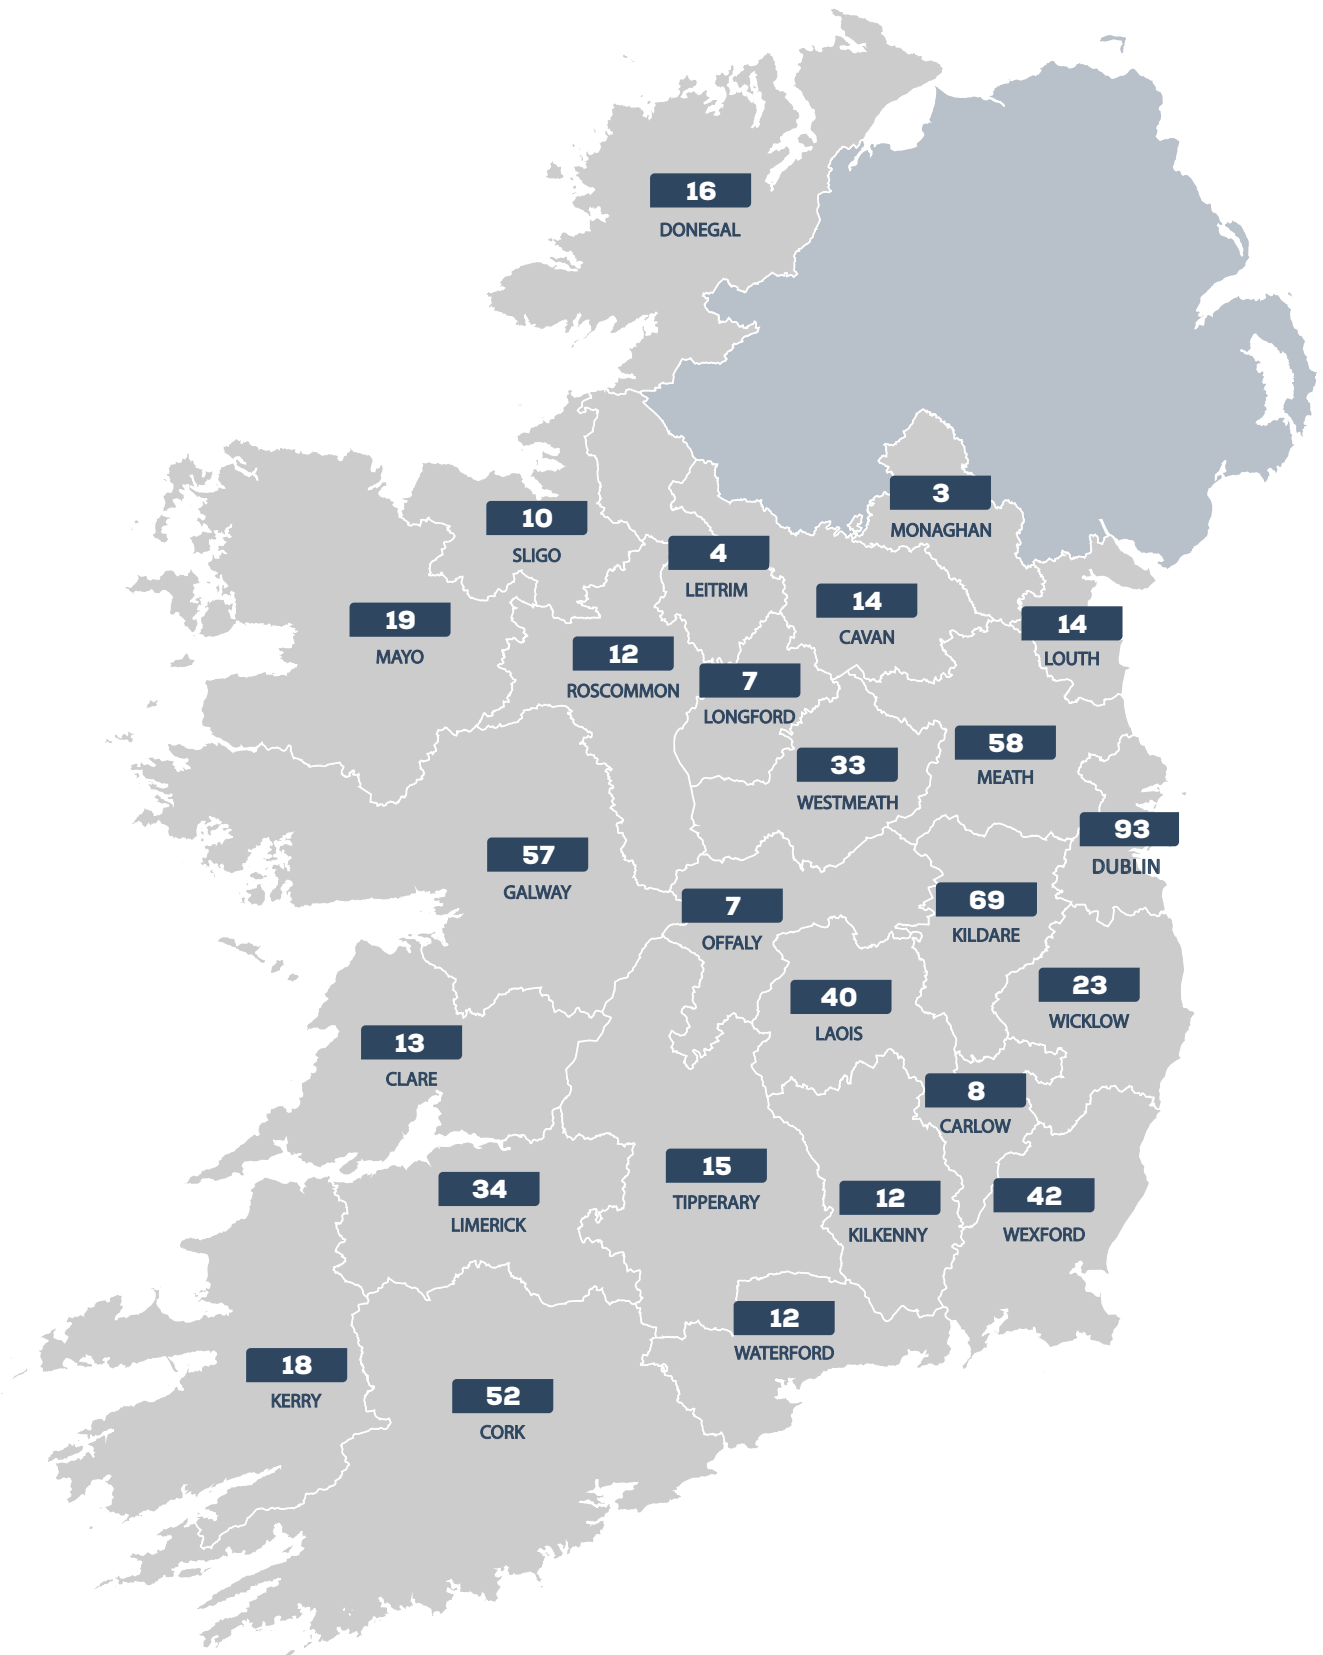 16
DONEGAL
3
MONAGHAN
10
SLIGO
4
LEITRIM
14
CAVAN
14
LOUTH
19
MAYO
12
ROSCOMMON
7
LONGFORD
58
MEATH
33
WESTMEATH
93
DUBLIN
57
GALWAY
7
OFFALY
69
KILDARE
40
LAOIS
23
WICKLOW
13
CLARE
8
CARLOW
15
TIPPERARY
34
LIMERICK
12
KILKENNY
42
WEXFORD
12
WATERFORD
18
KERRY
52
CORK